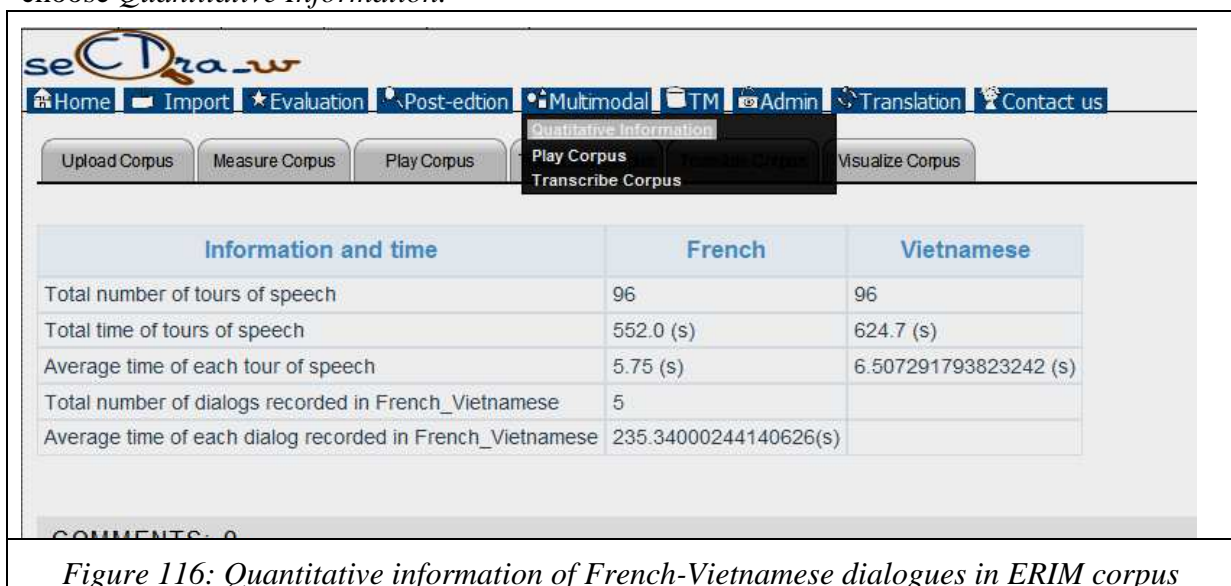 choose Quantitative Information.
seCTra_w
Home Import Evaluation Post-edtion Multimodal TM Admin Translation Contact us
Quatitative Information
Upload Corpus Measure Corpus Play Corpus Play Corpus Visualize Corpus
Transcribe Corpus
Information and time French Vietnamese
Total number of tours of speech 96 96
Total time of tours of speech 552.0 (s) 624.7 (s)
Average time of each tour of speech 5.75 (s) 6.507291793823242 (s)
Total number of dialogs recorded in French_Vietnamese 5
Average time of each dialog recorded in French_Vietnamese 235.34000244140626(s)
COMMENTS: 0
Figure 116: Quantitative information of French-Vietnamese dialogues in ERIM corpus